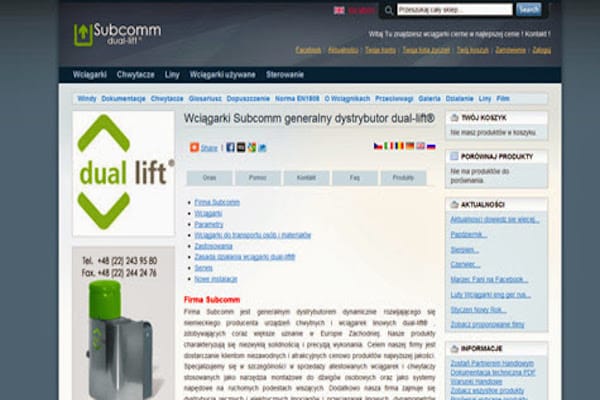 Przeszukaj cały sklep...
Search
Subcomm
dual-lift ®
Witaj Tu znajdziesz wciągarki cierne w najlepszej cenie ! Kontakt !
Facebook | Aktualności | Twoje konto | Twoja lista życzeń | Twój koszyk | Zamówienie | Zaloguj
Wciągarki Chwytacze Liny Wciągarki używane Sterowanie
Windy Dokumentacje Chwytacze Glosariusz Dopuszczenie Norma EN1808 O Wciągnikach Przeciwwagi Galeria Działanie Liny Film
dual lift®
Tel. +48 (22) 243 95 80
Fax. +48 (22) 244 24 76
Wciągarki Subcomm generalny dystrybutor dual-lift®
Share
Onas Pomoc Kontakt Faq Produkty
Firma Subcomm
Wciągarki
Parametry
Wciągarki do transportu osób i materiałów
Zastosowania
Zasada działania wciągarki dual-lift®
Serwis
Nowe instalacje
Firma Subcomm
Firma Subcomm jest generalnym dystrybutorem dynamicznie rozwijającego się
niemieckiego producenta urządzeń chwytnych i wciągarek linowych dual-lift® ,
zdobywających coraz większe uznanie w Europie Zachodniej. Nasze produkty
charakteryzują się niezwykłą solidnością i precyzją wykonania. Celem naszej firmy jest
dostarczanie klientom niezawodnych i atrakcyjnych cenowo produktów najwyższej jakości.
Specjalizujemy się w szczególności w sprzedaży atestowanych wciągarek i chwytaczy
stosowanych jako narzędzia montażowe do dźwigów osobowych oraz jako systemy
napędowe na ruchomych podestach wiszących. Dodatkowo nasza firma zajmuje się
TWÓJ KOSZYK
Nie masz produktów w koszyku.
PORÓWNAJ PRODUKTY
Nie ma produktów do
porównania.
AKTUALNOŚCI
Aktualności dowiedz się więcej...
Październik...
Sierpień...
Czerwiec...
Marzec Fani na Facebook...
Luty Wciągarki eng ger rus...
Styczeń Nowy Rok...
Zobacz proponowane filmy
INFORMACJE
Zostań Partnerem Handlowym
Dokumentacja techniczna PDF
Warunki Handlowe
Zobacz wszystkie produkty